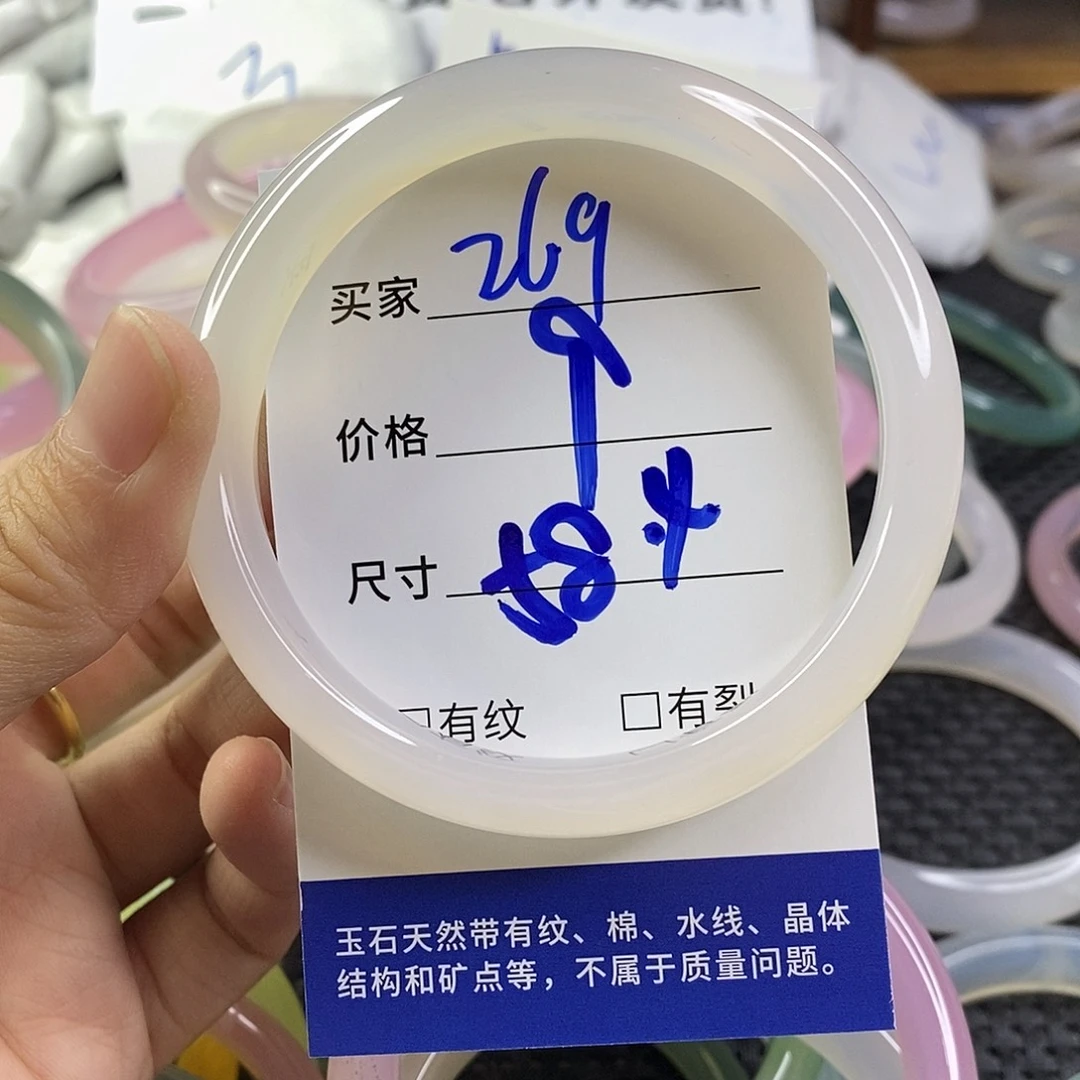 买家 269
价格
尺寸 58.4
□有纹 □有裂
玉石天然带有纹、棉、水线、晶体
结构和矿点等，不属于质量问题。